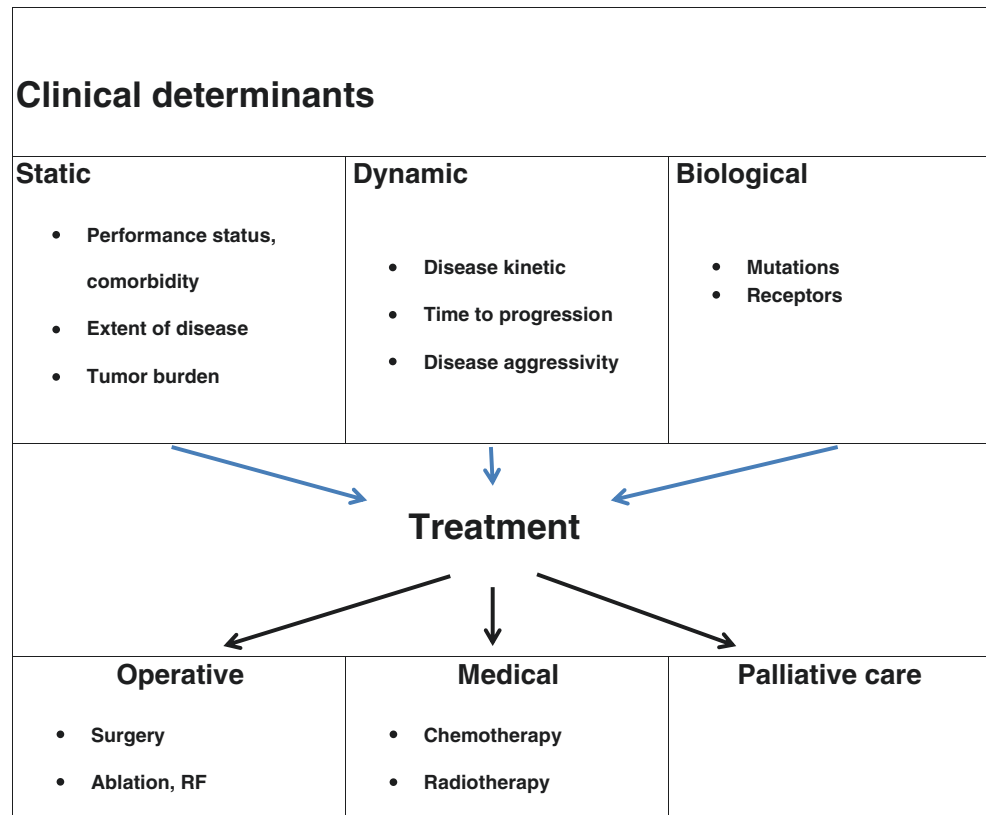 Clinical determinants
Static
• Performance status,
comorbidity
• Extent of disease
• Tumor burden
Dynamic
• Disease kinetic
• Time to progression
• Disease aggressivity
Biological
• Mutations
• Receptors
Treatment
Operative
• Surgery
• Ablation, RF
Medical
• Chemotherapy
• Radiotherapy
Palliative care